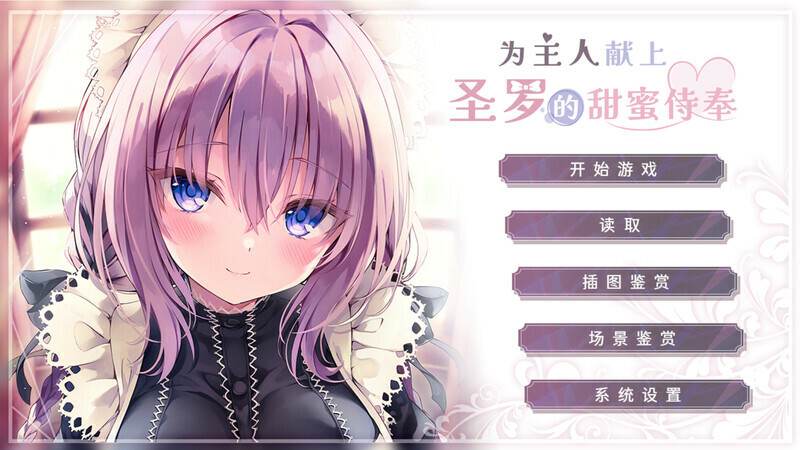 为主人献上
圣罗的甜蜜侍奉
开始游戏
读取
插图鉴赏
场景鉴赏
系统设置